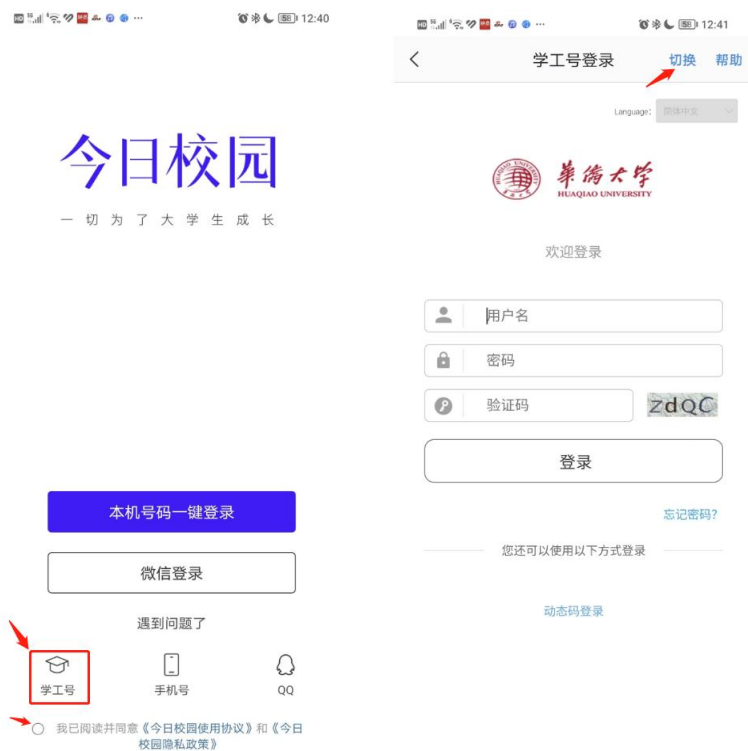 12:40
今日校园
一切为了大学生成长
本机号码一键登录
微信登录
遇到问题了
学工号
手机号
QQ
我已阅读并同意《今日校园使用协议》和《今日
校园隐私政策》
58 12:41
学工号登录
切换
帮助
Language:
简体中文
華僑大学
HUAQIAO UNIVERSITY
欢迎登录
用户名
密码
验证码
zdQC
登录
忘记密码?
您还可以使用以下方式登录
动态码登录